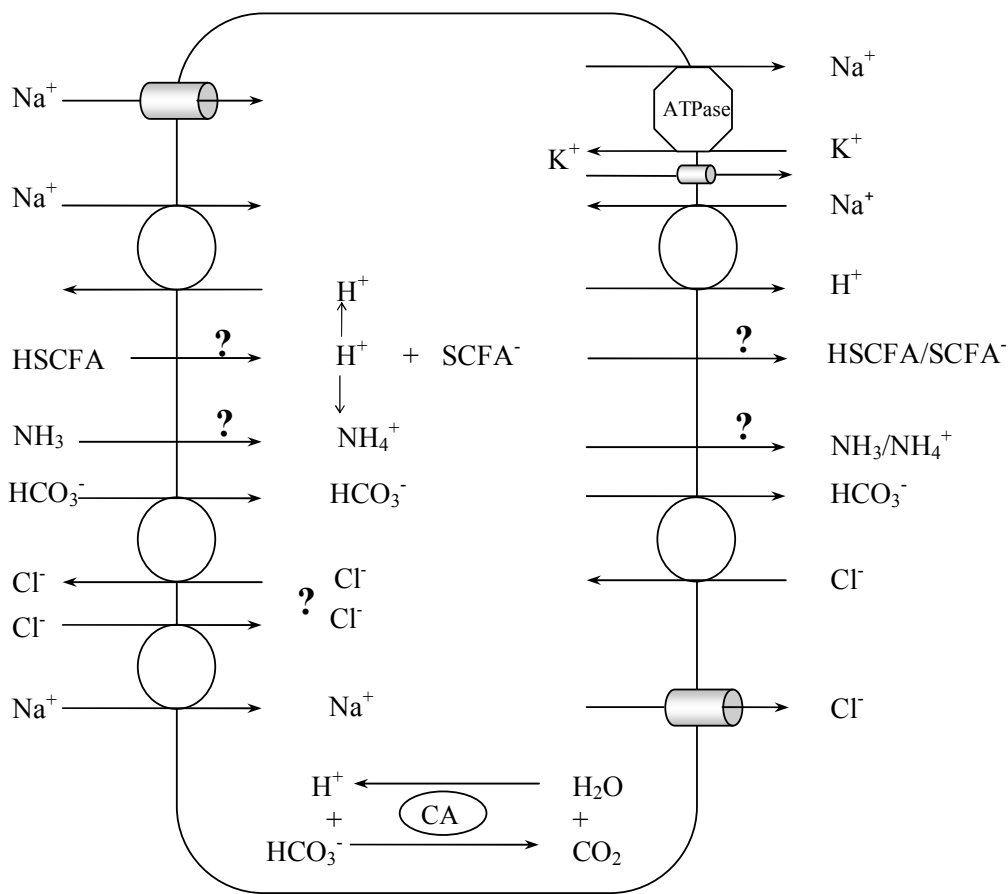 Na⁺ Na⁺
ATPase
K⁺ K⁺
Na⁺ Na⁺
H⁺ H⁺
HSCFA ? H⁺ + SCFA⁻ ? HSCFA/SCFA⁻
NH₃ ? NH₄⁺ ? NH₃/NH₄⁺
HCO₃⁻ HCO₃⁻ HCO₃⁻
Cl⁻ Cl⁻ Cl⁻
?
Cl⁻ Cl⁻
Na⁺ Na⁺ Cl⁻
H⁺ H₂O
+ CA +
HCO₃⁻ CO₂